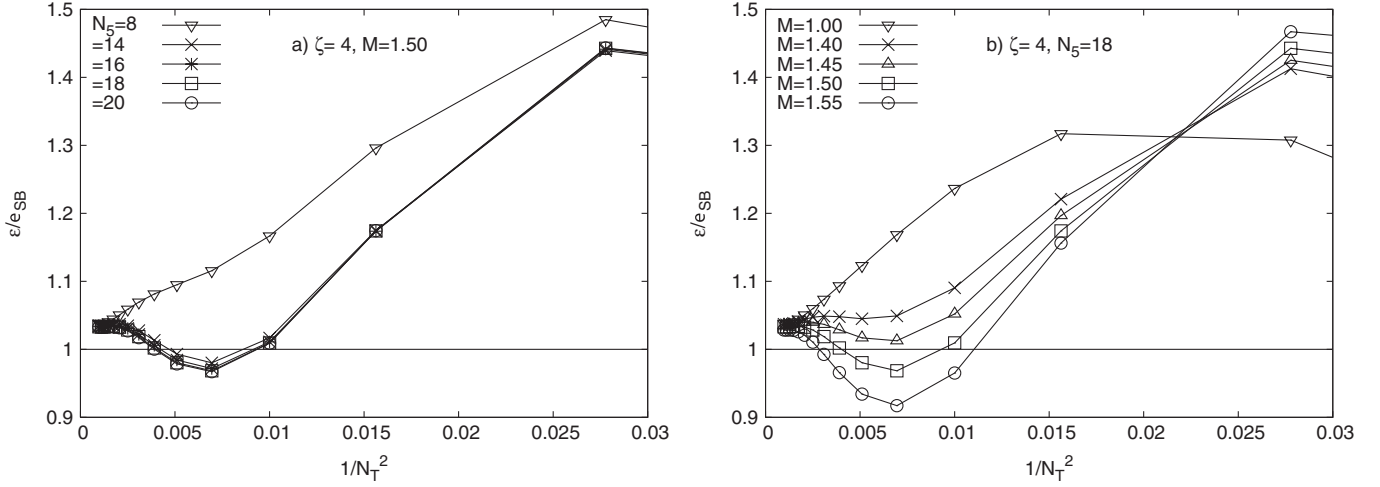 N5=8
=14
=16
=18
=20
a) ζ= 4, M=1.50
1.5
1.4
1.3
1.2
1.1
1
0.9
ε/eSB
0 0.005 0.01 0.015 0.02 0.025 0.03
1/NT^2
M=1.00
M=1.40
M=1.45
M=1.50
M=1.55
b) ζ= 4, N5=18
1.5
1.4
1.3
1.2
1.1
1
0.9
ε/eSB
0 0.005 0.01 0.015 0.02 0.025 0.03
1/NT^2